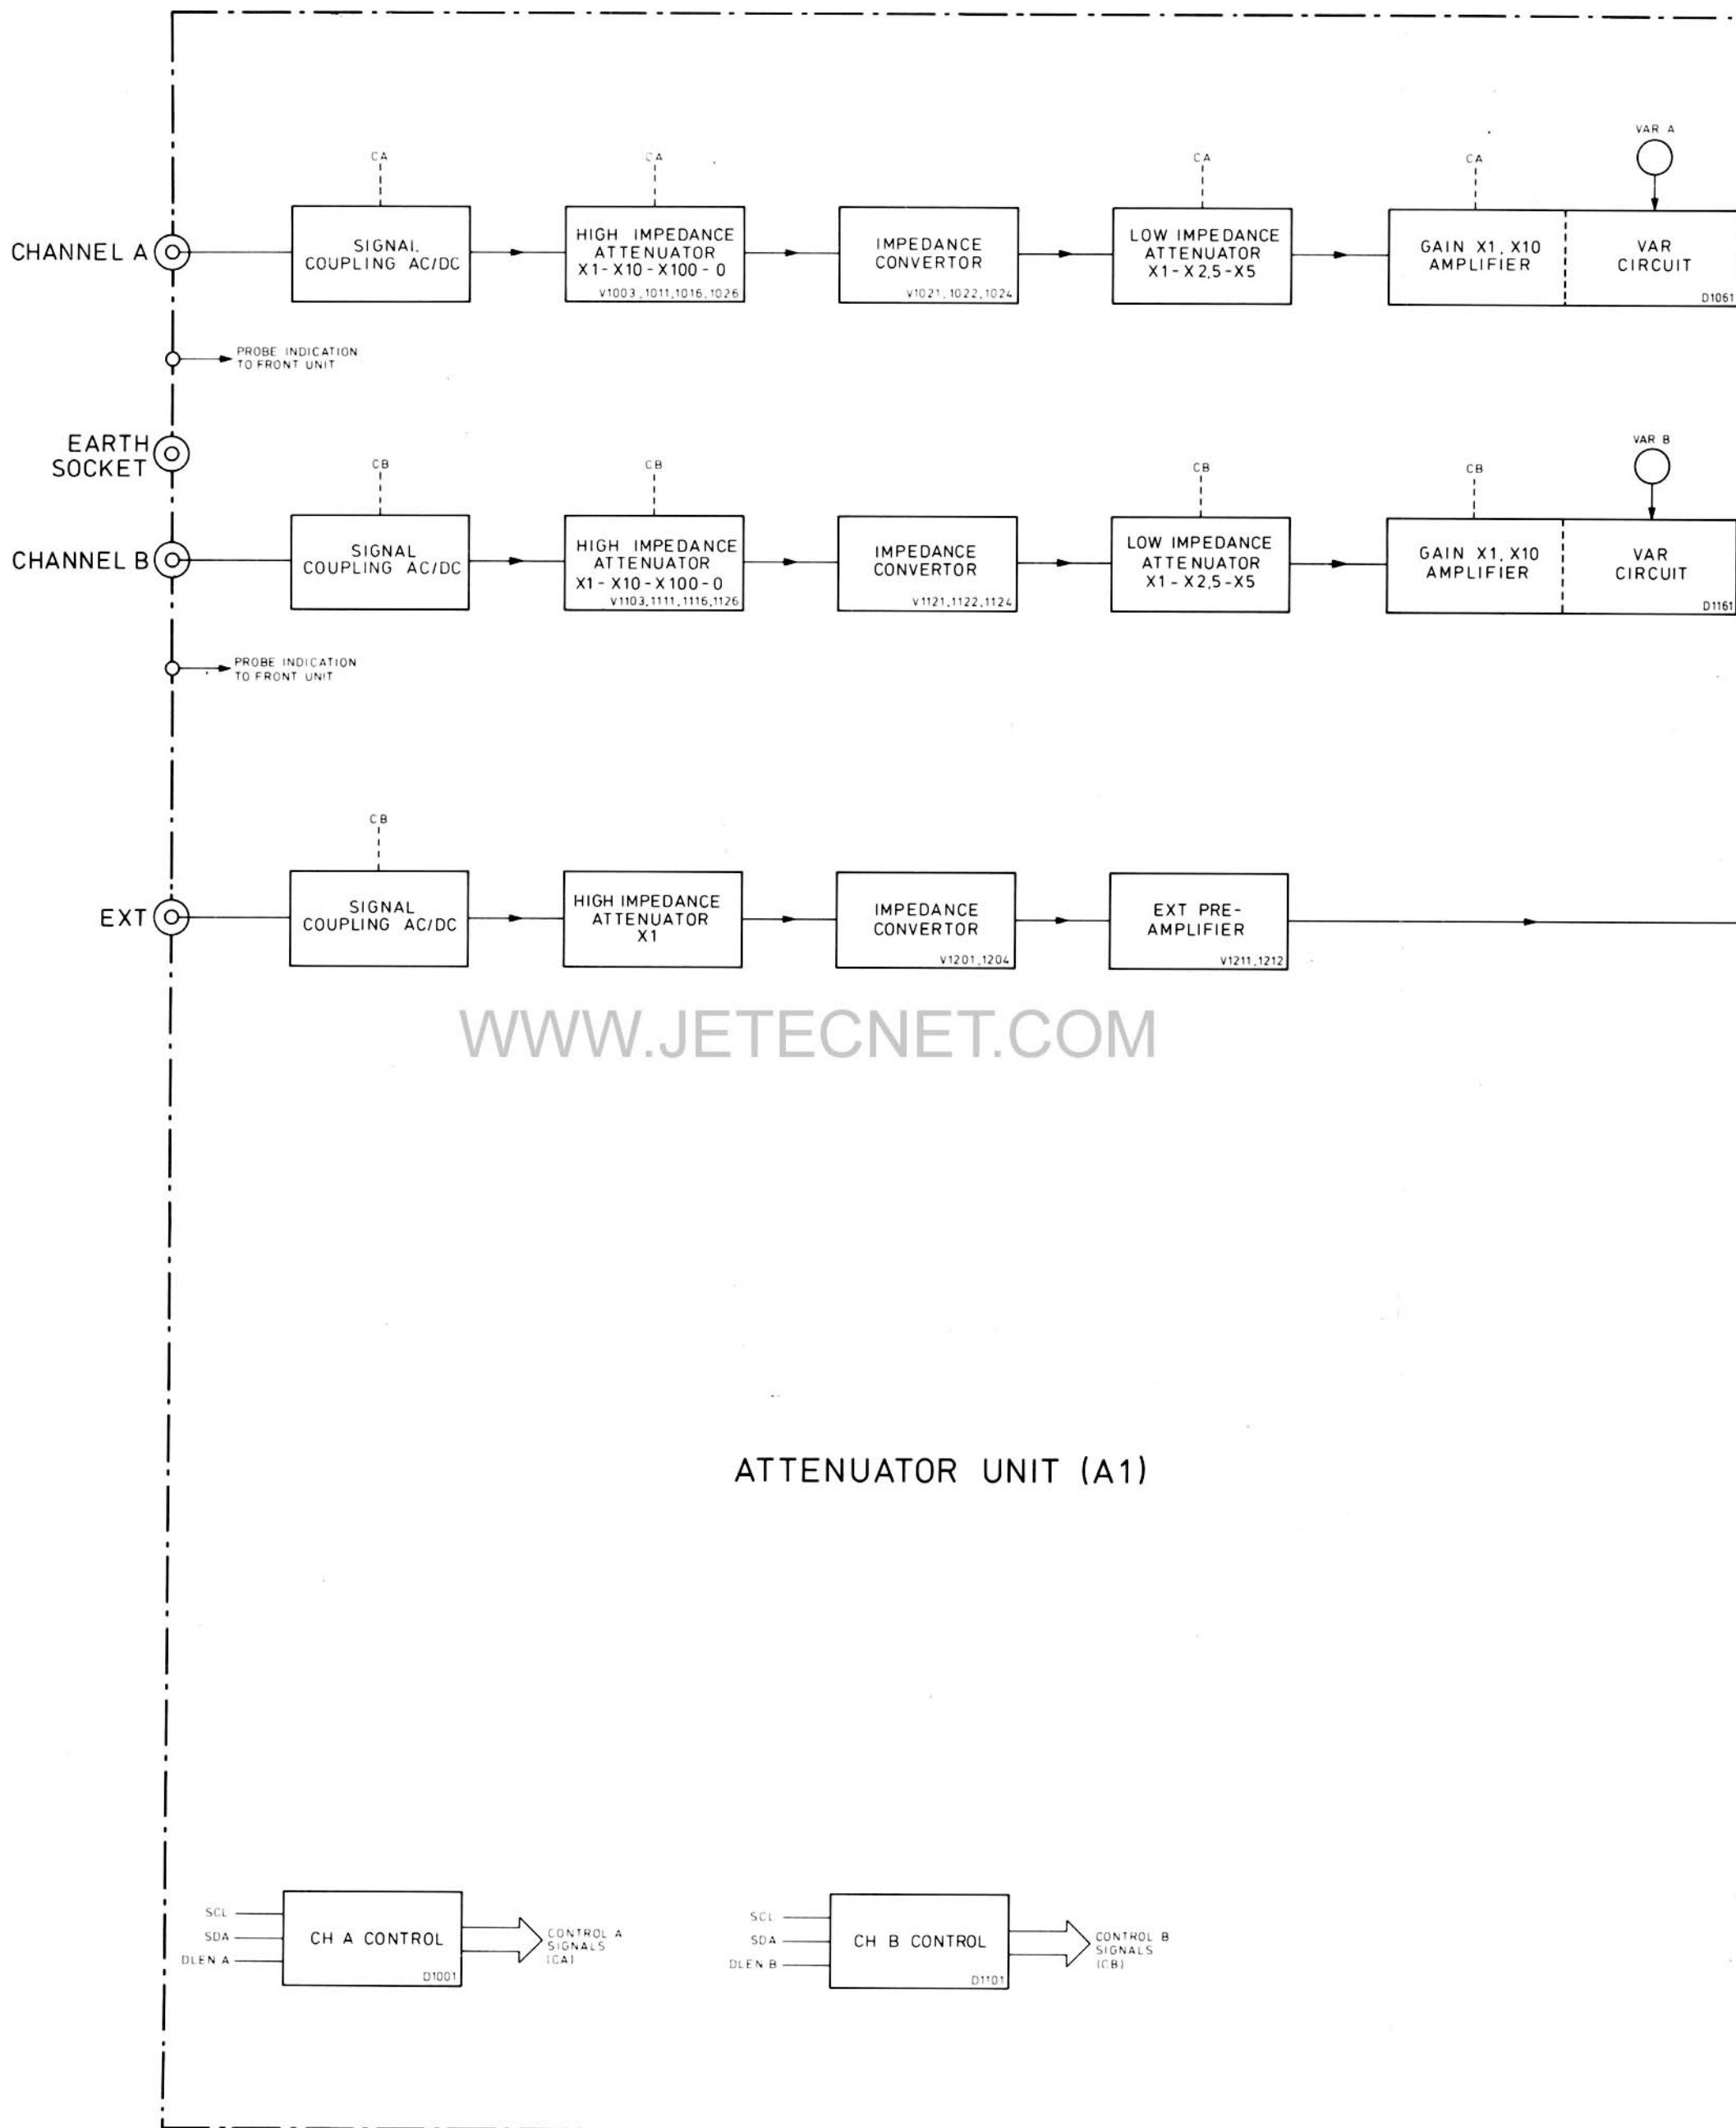 VAR A
CA
CA
CA
CA
CHANNEL A
SIGNAL
COUPLING AC/DC
HIGH IMPEDANCE
ATTENUATOR
X1-X10-X100-0
V1003,1011,1016,1026
IMPEDANCE
CONVERTOR
V1021,1022,1024
LOW IMPEDANCE
ATTENUATOR
X1-X2,5-X5
GAIN X1, X10
AMPLIFIER
VAR
CIRCUIT
D1061
PROBE INDICATION
TO FRONT UNIT
EARTH
SOCKET
VAR B
CB
CB
CB
CB
CHANNEL B
SIGNAL
COUPLING AC/DC
HIGH IMPEDANCE
ATTENUATOR
X1-X10-X100-0
V1103,1111,1116,1126
IMPEDANCE
CONVERTOR
V1121,1122,1124
LOW IMPEDANCE
ATTENUATOR
X1-X2,5-X5
GAIN X1, X10
AMPLIFIER
VAR
CIRCUIT
D1161
PROBE INDICATION
TO FRONT UNIT
CB
EXT
SIGNAL
COUPLING AC/DC
HIGH IMPEDANCE
ATTENUATOR
X1
IMPEDANCE
CONVERTOR
V1201,1204
EXT PRE-
AMPLIFIER
V1211,1212
WWW.JETECNET.COM
ATTENUATOR UNIT (A1)
SCL
SDA
DLEN A
CH A CONTROL
D1001
CONTROL A
SIGNALS
(CA)
SCL
SDA
DLEN B
CH B CONTROL
D1101
CONTROL B
SIGNALS
(CB)